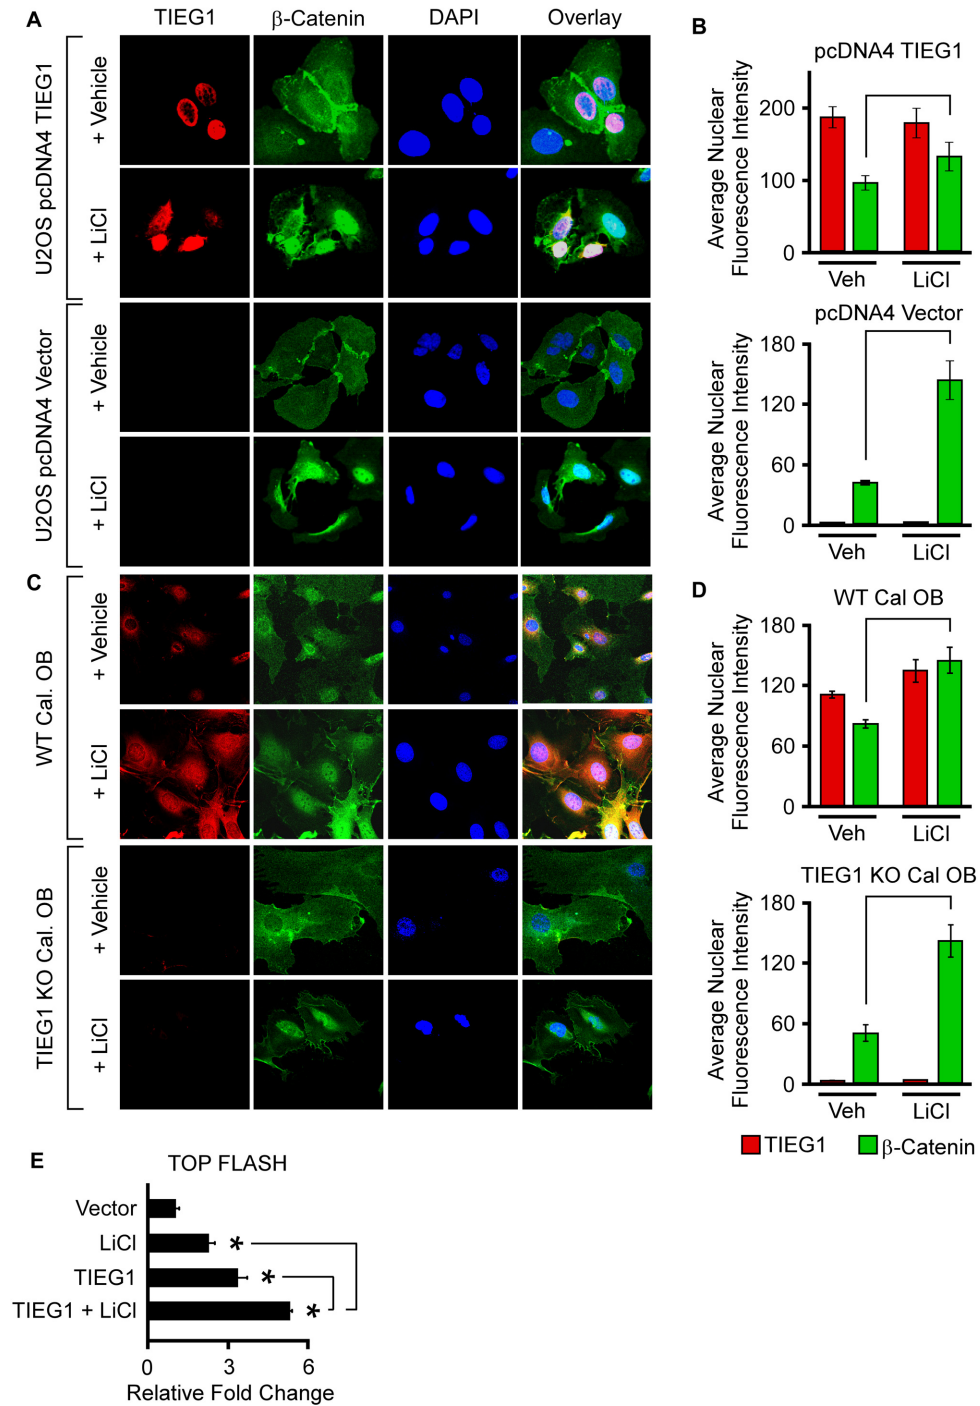 A
TIEG1
β-Catenin
DAPI
Overlay
U2OS pcDNA4 TIEG1
+ Vehicle
+ LiCl
U2OS pcDNA4 Vector
+ Vehicle
+ LiCl
B
pcDNA4 TIEG1
Average Nuclear
Fluorescence Intensity
200
100
0
Veh
LiCl
pcDNA4 Vector
Average Nuclear
Fluorescence Intensity
180
120
60
0
Veh
LiCl
C
WT Cal. OB
+ Vehicle
+ LiCl
TIEG1 KO Cal. OB
+ Vehicle
+ LiCl
D
WT Cal OB
Average Nuclear
Fluorescence Intensity
180
120
60
0
Veh
LiCl
TIEG1 KO Cal OB
Average Nuclear
Fluorescence Intensity
180
120
60
0
Veh
LiCl
TIEG1
β-Catenin
E
TOP FLASH
Vector
LiCl
*
TIEG1
*
TIEG1 + LiCl
*
0
3
6
Relative Fold Change